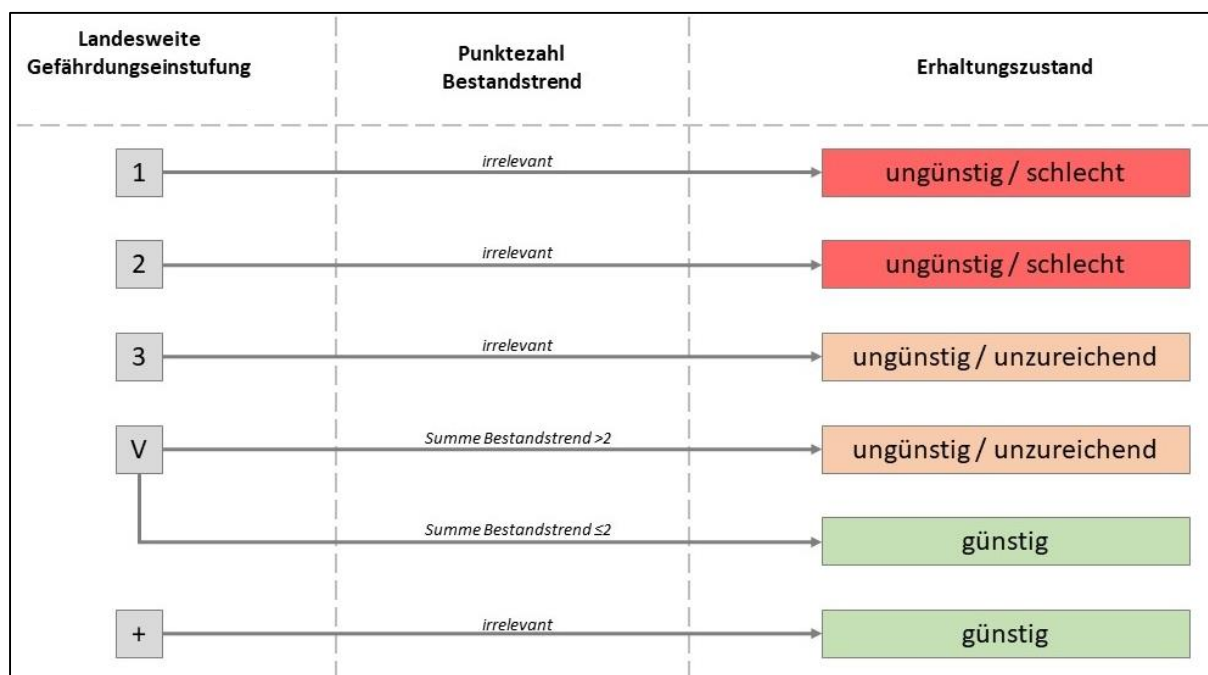 Landesweite
Gefährdungseinstufung
Punktezahl
Bestandstrend
Erhaltungszustand
1
irrelevant
ungünstig / schlecht
2
irrelevant
ungünstig / schlecht
3
irrelevant
ungünstig / unzureichend
V
Summe Bestandstrend >2
ungünstig / unzureichend
Summe Bestandstrend ≤2
günstig
+
irrelevant
günstig